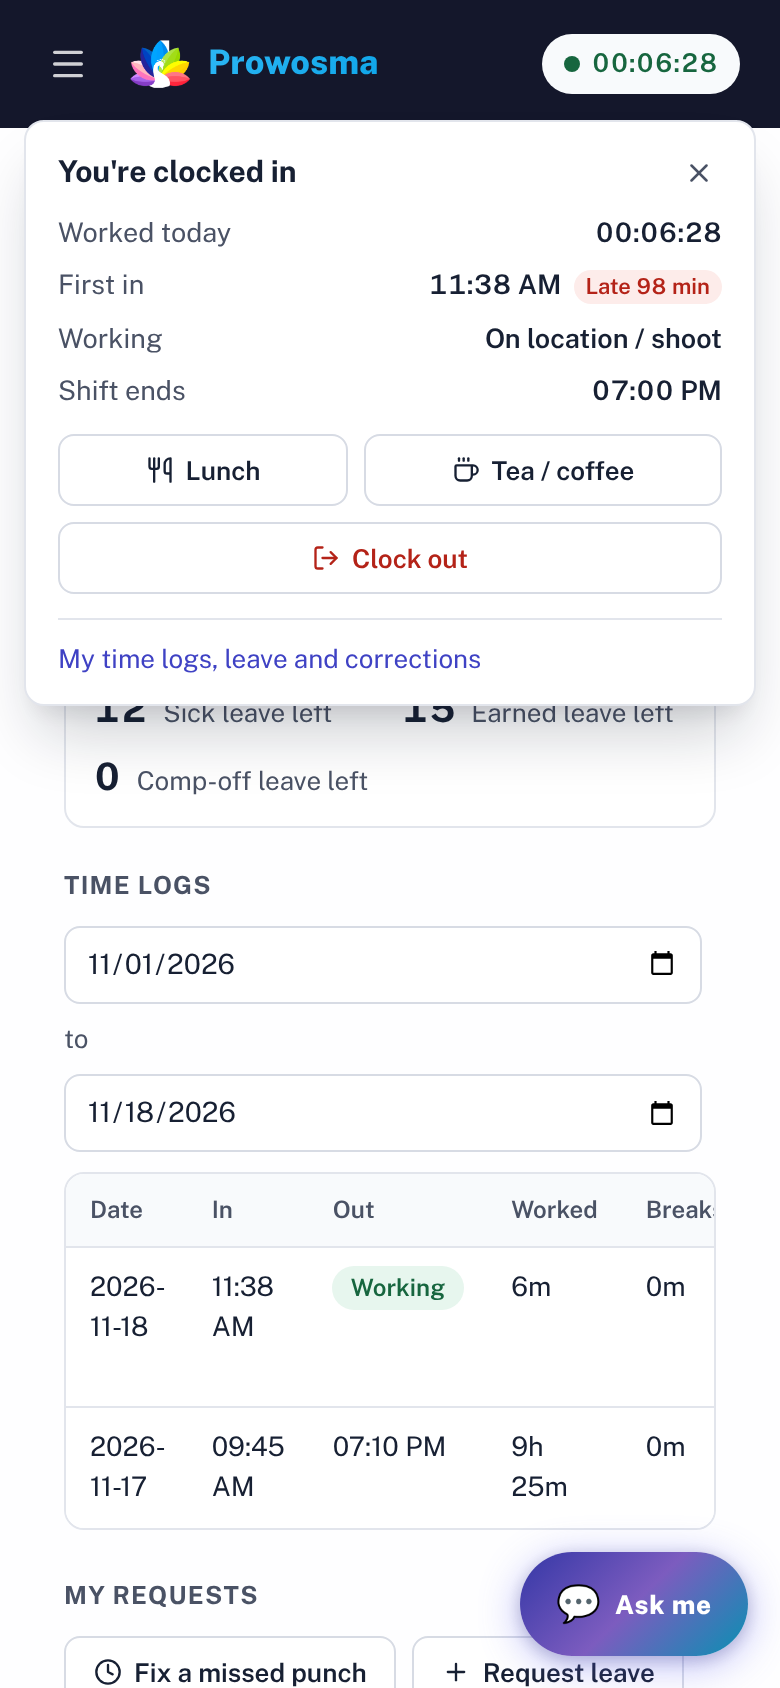 Prowosma
00:06:28
You're clocked in
Worked today 00:06:28
First in 11:38 AM Late 98 min
Working On location / shoot
Shift ends 07:00 PM
Lunch Tea / coffee
Clock out
My time logs, leave and corrections
12 Sick leave left 15 Earned leave left
0 Comp-off leave left
TIME LOGS
11/01/2026
to
11/18/2026
Date In Out Worked Breaks
2026- 11:38 Working 6m 0m
11-18 AM
2026- 09:45 07:10 PM 9h 0m
11-17 AM 25m
MY REQUESTS
Ask me
Fix a missed punch Request leave